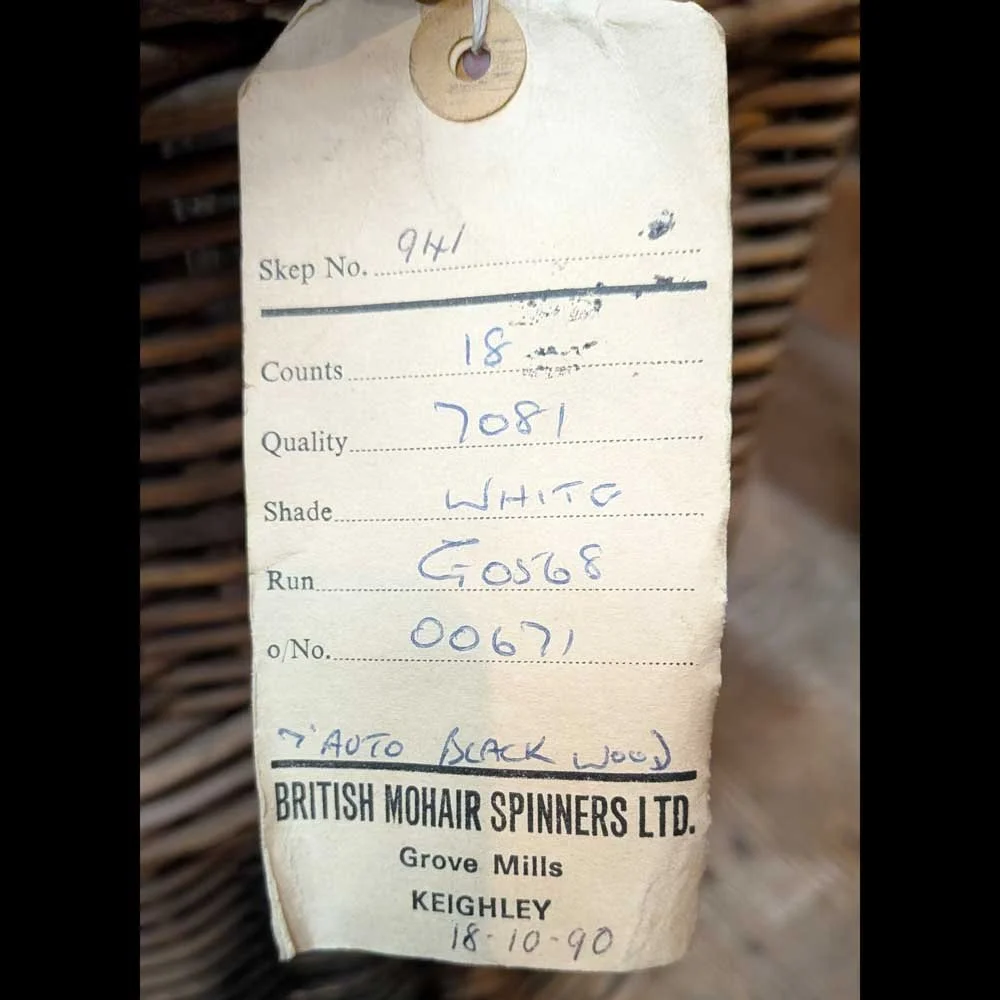 Skep No. 941
Counts 18
Quality 7081
Shade WHITE
Run G0568
o/No. 00671
7" AUTO BLACK WOOD
BRITISH MOHAIR SPINNERS LTD.
Grove Mills
KEIGHLEY
18-10-90